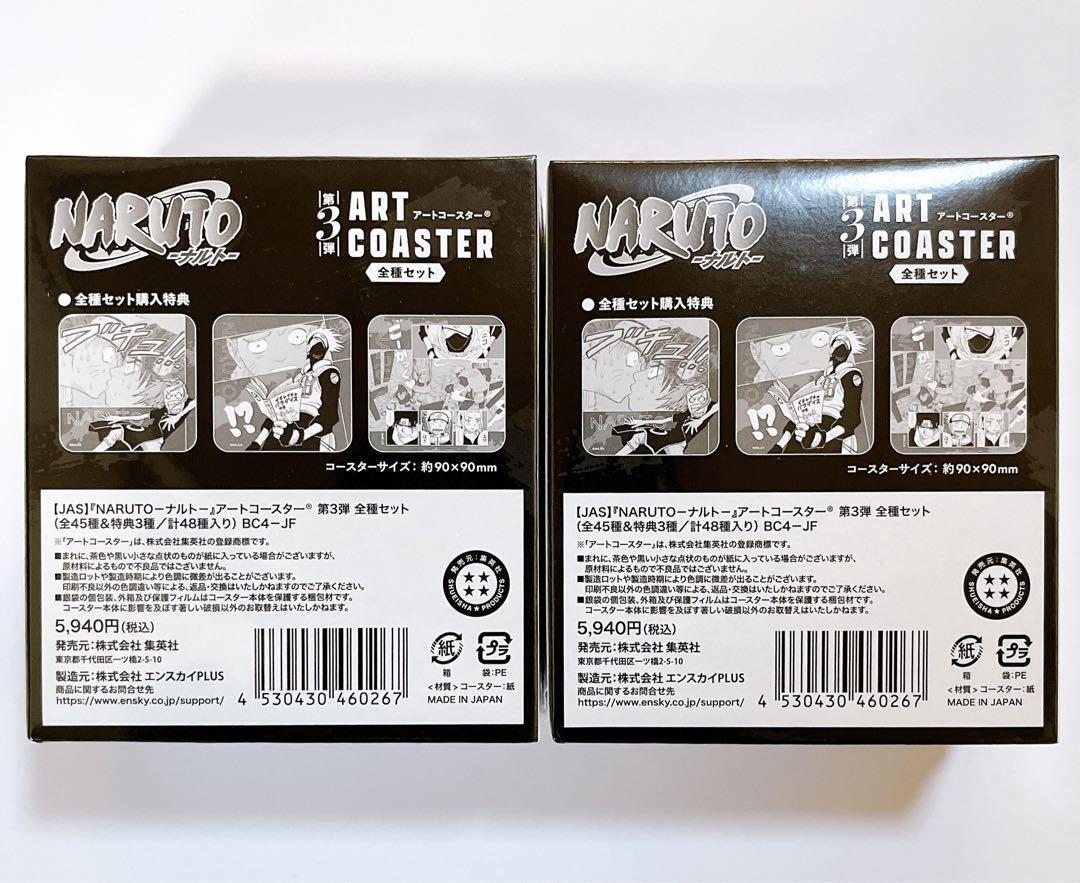 NARUTO
-ナルト-
第3弾
ART
アートコースター®
COASTER
全種セット
●全種セット購入特典
ブチュ!!
NARUTO
!?
コースターサイズ:約90×90mm
【JAS】『NARUTO－ナルト－』アートコースター® 第3弾 全種セット
(全45種&特典3種／計48種入り) BC4－JF
※「アートコースター」は、株式会社集英社の登録商標です。
■まれに、茶色や黒い小さな点状のものが紙に入っている場合がございますが、
原材料によるもので不良品ではございません。
■製造ロットや製造時期により色調に微差が出ることがございます。
印刷不良以外の色調違い等による、返品・交換はいたしかねますのでご了承ください。
■銀袋の個包装、外箱及び保護フィルムはコースター本体を保護する梱包材です。
コースター本体に影響を及ぼす著しい破損以外のお取替えはいたしかねます。
発売元:集英社
SHUEISHA★PRODUCTS
5,940円(税込)
発売元:株式会社 集英社
東京都千代田区一ツ橋2-5-10
製造元:株式会社 エンスカイPLUS
商品に関するお問合せ先
https://www.ensky.co.jp/support/
4 530430 460267
紙
箱
プラ
袋:PE
<材質>コースター:紙
MADE IN JAPAN
NARUTO
-ナルト-
第3弾
ART
アートコースター®
COASTER
全種セット
●全種セット購入特典
ブチュ!!
NARUTO
!?
コースターサイズ:約90×90mm
【JAS】『NARUTO－ナルト－』アートコースター® 第3弾 全種セット
(全45種&特典3種／計48種入り) BC4－JF
※「アートコースター」は、株式会社集英社の登録商標です。
■まれに、茶色や黒い小さな点状のものが紙に入っている場合がございますが、
原材料によるもので不良品ではございません。
■製造ロットや製造時期により色調に微差が出ることがございます。
印刷不良以外の色調違い等による、返品・交換はいたしかねますのでご了承ください。
■銀袋の個包装、外箱及び保護フィルムはコースター本体を保護する梱包材です。
コースター本体に影響を及ぼす著しい破損以外のお取替えはいたしかねます。
発売元:集英社
SHUEISHA★PRODUCTS
5,940円(税込)
発売元:株式会社 集英社
東京都千代田区一ツ橋2-5-10
製造元:株式会社 エンスカイPLUS
商品に関するお問合せ先
https://www.ensky.co.jp/support/
4 530430 460267
紙
箱
プラ
袋:PE
<材質>コースター:紙
MADE IN JAPAN